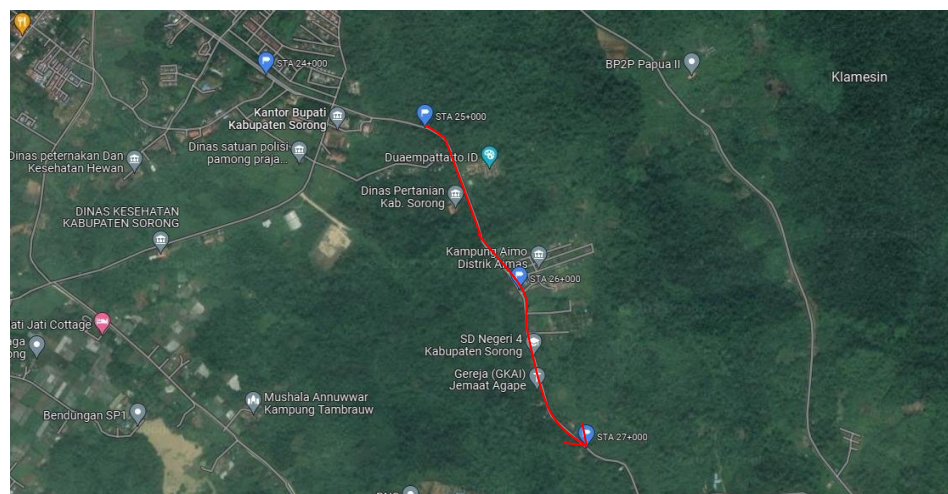 STA 24+000
BP2P Papua II
Klamesin
Kantor Bupati
Kabupaten Sorong
STA 25+000
Dinas satuan polisi
pamong praja...
Dinas peternakan Dan
Kesehatan Hewan
Duaempattatto ID
Dinas Pertanian
Kab. Sorong
DINAS KESEHATAN
KABUPATEN SORONG
Kampung Aimo
Distrik Aimas
STA 26+000
ati Jati Cottage
aga
ong
SD Negeri 4
Kabupaten Sorong
Gereja (GKAI)
Jemaat Agape
Mushala Annuwwar
Kampung Tambrauw
Bendungan SP1
STA 27+000